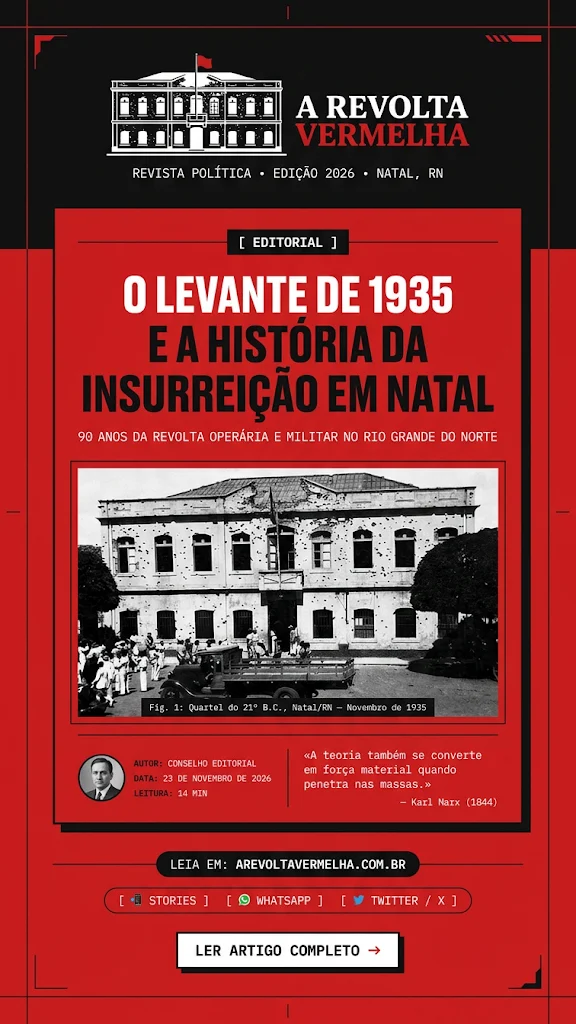 A REVOLTA
VERMELHA
REVISTA POLÍTICA • EDIÇÃO 2026 • NATAL, RN
[ EDITORIAL ]
O LEVANTE DE 1935
E A HISTÓRIA DA
INSURREIÇÃO EM NATAL
90 ANOS DA REVOLTA OPERÁRIA E MILITAR NO RIO GRANDE DO NORTE
Fig. 1: Quartel do 21º B.C., Natal/RN — Novembro de 1935
AUTOR: CONSELHO EDITORIAL
DATA: 23 DE NOVEMBRO DE 2026
LEITURA: 14 MIN
«A teoria também se converte
em força material quando
penetra nas massas.»
— Karl Narx (1844)
LEIA EM: AREVOLTAVERMELHA.COM.BR
[ STORIES ] [ WHATSAPP ] [ TWITTER / X ]
LER ARTIGO COMPLETO →